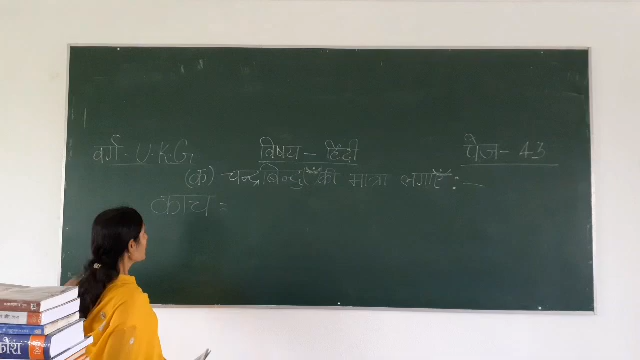 वर्ग - U.K.G विषय - हिंदी पेज - 43
(क) चन्द्रबिन्दु (ँ) की मात्रा लगाएँ :-
काच =
कोश